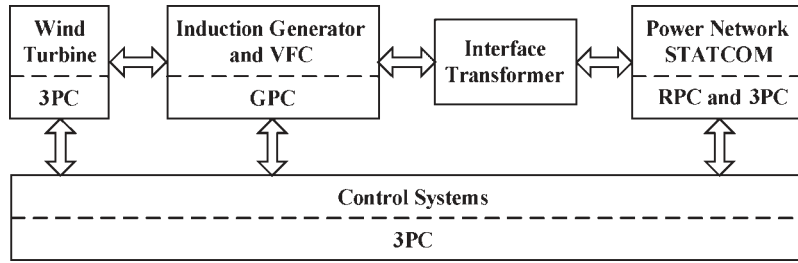 Wind
Turbine
3PC
Induction Generator
and VFC
GPC
Interface
Transformer
Power Network
STATCOM
RPC and 3PC
Control Systems
3PC